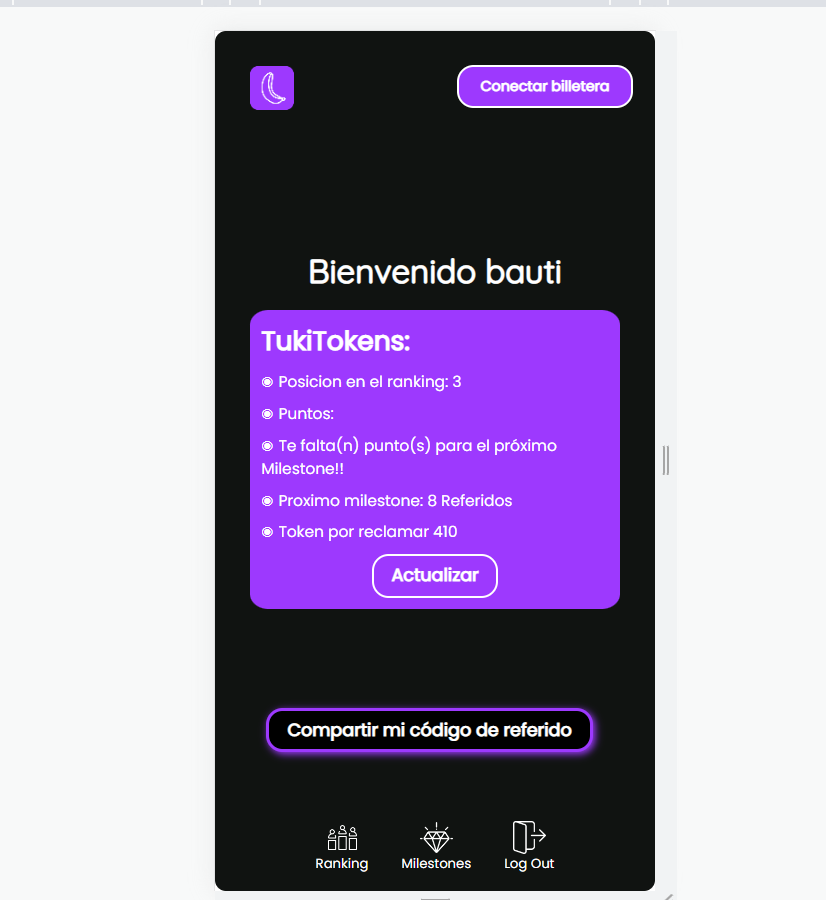 Conectar billetera
Bienvenido bauti
TukiTokens:
◉ Posicion en el ranking: 3
◉ Puntos:
◉ Te falta(n) punto(s) para el próximo
Milestone!!
◉ Proximo milestone: 8 Referidos
◉ Token por reclamar 410
Actualizar
Compartir mi código de referido
Ranking
Milestones
Log Out